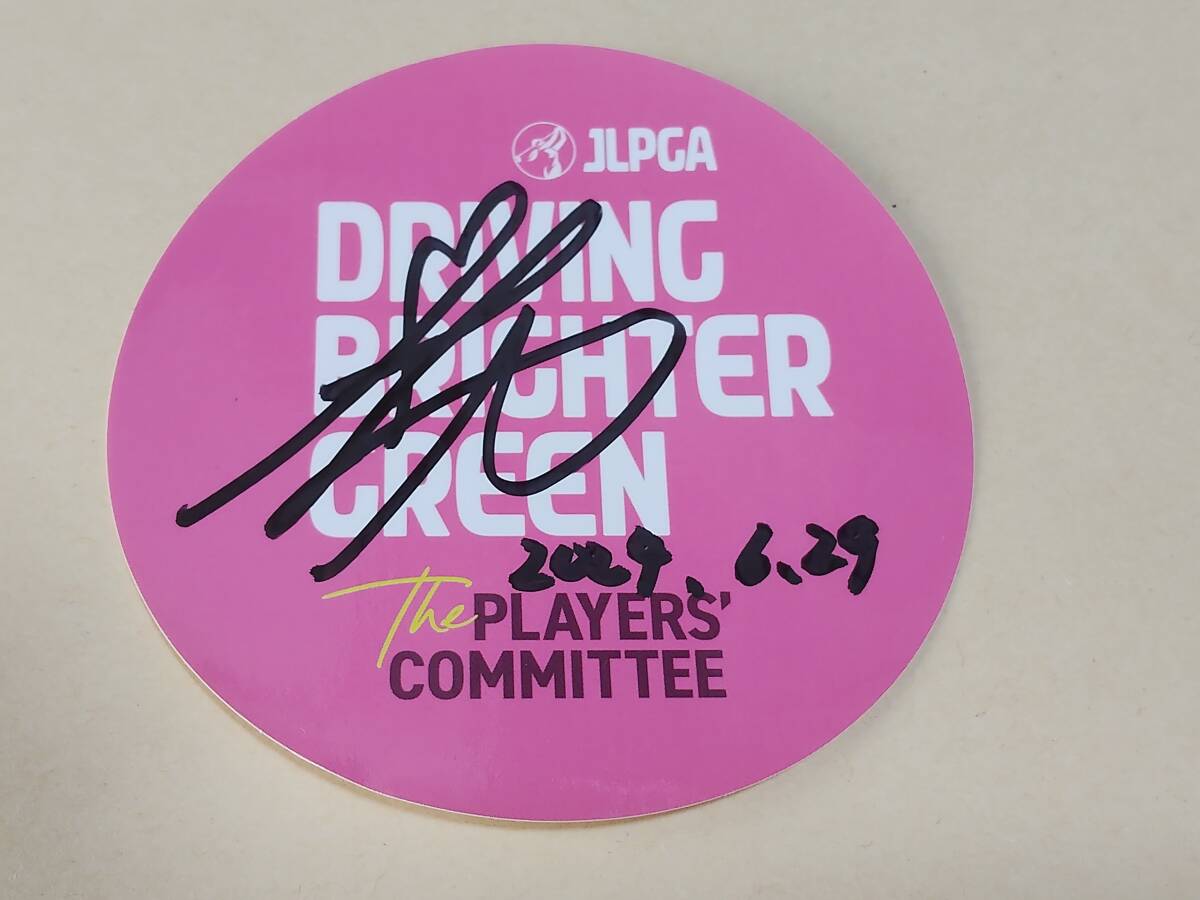 JLPGA
DRIVING
BRIGHTER
GREEN
2024.6.29
The PLAYERS'
COMMITTEE